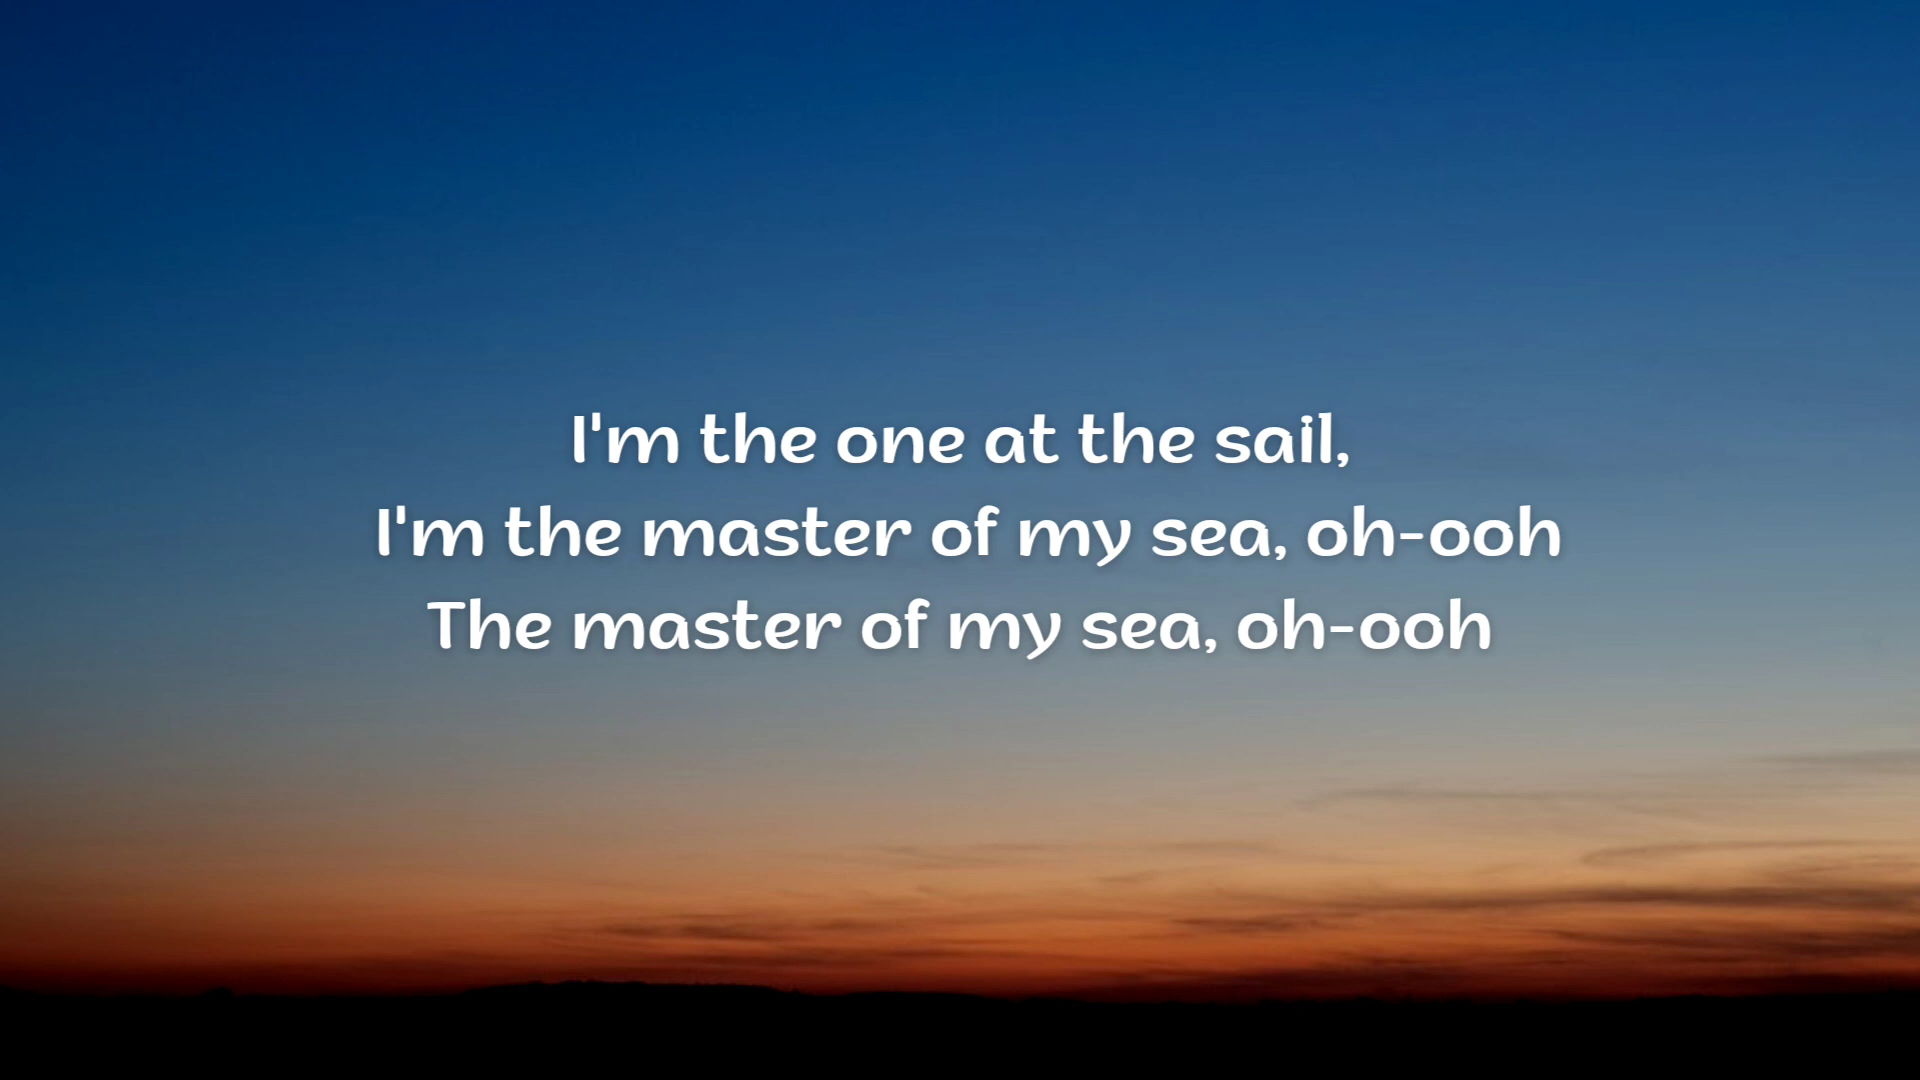 I'm the one at the sail,
I'm the master of my sea, oh-ooh
The master of my sea, oh-ooh